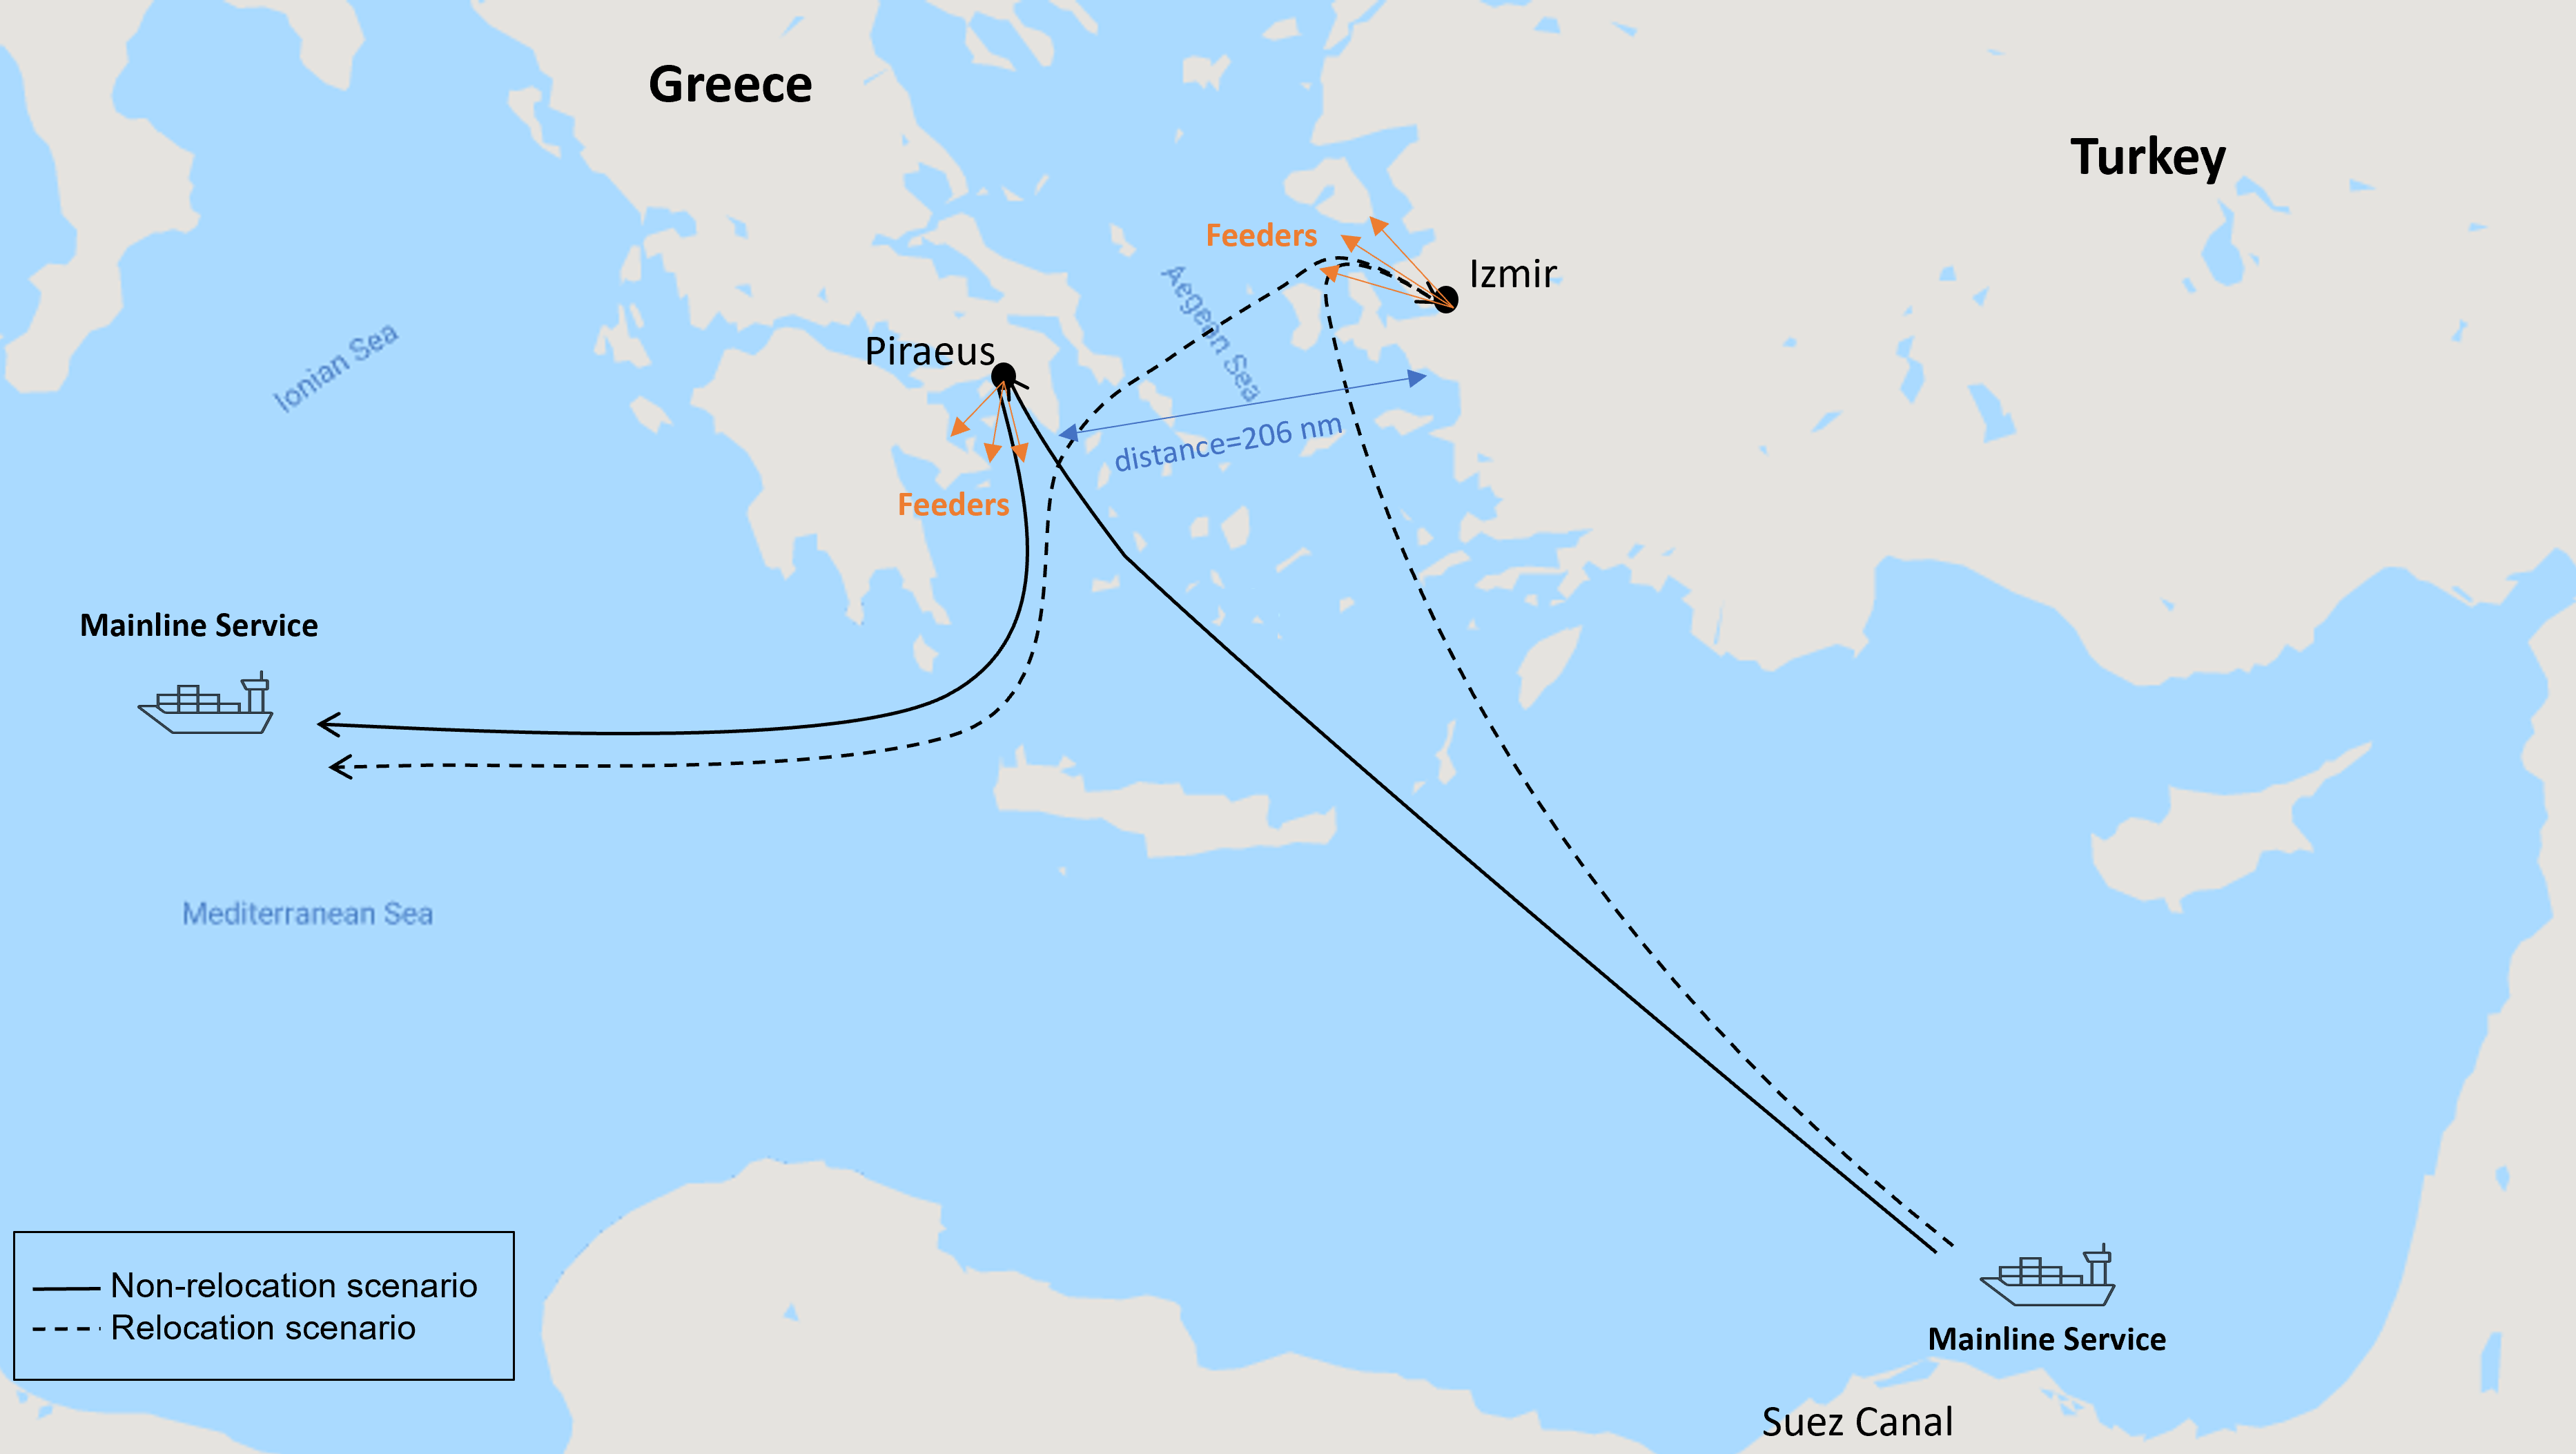 Greece
Turkey
Feeders
Izmir
Aegean Sea
Piraeus
Ionian Sea
distance=206 nm
Feeders
Mainline Service
Mediterranean Sea
Non-relocation scenario
Relocation scenario
Mainline Service
Suez Canal